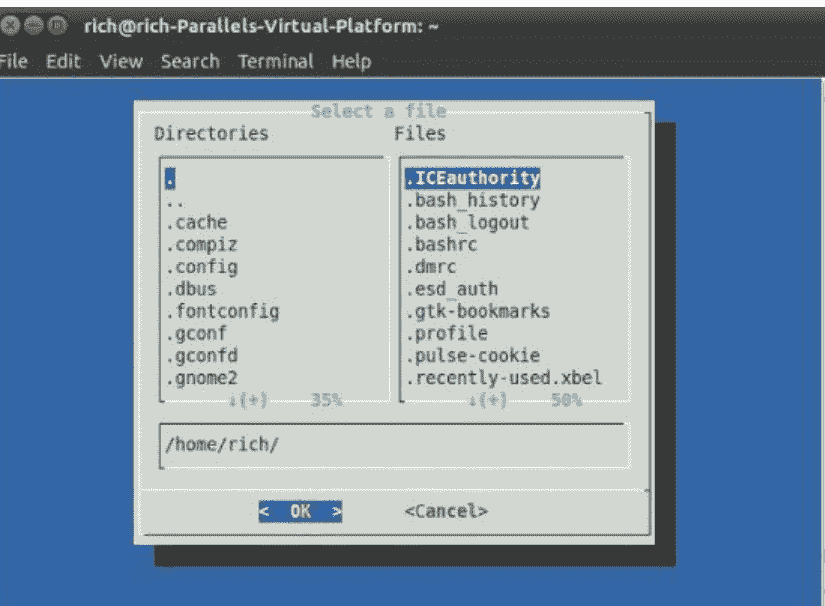 rich@rich-Parallels-Virtual-Platform: ~
File Edit View Search Terminal Help
Select a file
Directories Files
. .ICEauthority
.. .bash_history
.cache .bash_logout
.compiz .bashrc
.config .dmrc
.dbus .esd_auth
.fontconfig .gtk-bookmarks
.gconf .profile
.gconfd .pulse-cookie
.gnome2 .recently-used.xbel
↓(+) 35% ↓(+) 50%
/home/rich/
< OK > <Cancel>